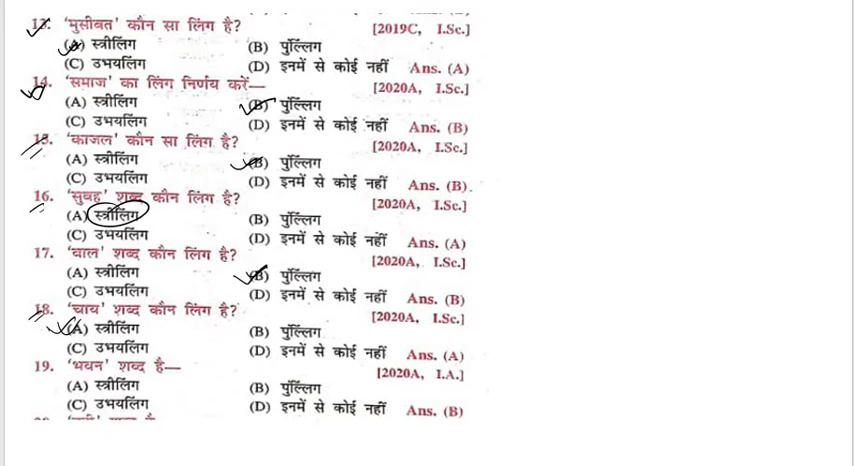 13. 'मुसीबत' कौन सा लिंग है? [2019C, I.Sc.]
(A) स्त्रीलिंग (B) पुंल्लिग
(C) उभयलिंग (D) इनमें से कोई नहीं Ans. (A)
14. 'समाज' का लिंग निर्णय करें— [2020A, I.Sc.]
(A) स्त्रीलिंग (B) पुंल्लिग
(C) उभयलिंग (D) इनमें से कोई नहीं Ans. (B)
15. 'काजल' कौन सा लिंग है? [2020A, I.Sc.]
(A) स्त्रीलिंग (B) पुंल्लिग
(C) उभयलिंग (D) इनमें से कोई नहीं Ans. (B)
16. 'सुबह' शब्द कौन लिंग है? [2020A, I.Sc.]
(A) स्त्रीलिंग (B) पुंल्लिग
(C) उभयलिंग (D) इनमें से कोई नहीं Ans. (A)
17. 'बाल' शब्द कौन लिंग है? [2020A, I.Sc.]
(A) स्त्रीलिंग (B) पुंल्लिग
(C) उभयलिंग (D) इनमें से कोई नहीं Ans. (B)
18. 'चाय' शब्द कौन लिंग है? [2020A, I.Sc.]
(A) स्त्रीलिंग (B) पुंल्लिग
(C) उभयलिंग (D) इनमें से कोई नहीं Ans. (A)
19. 'भवन' शब्द है— [2020A, I.A.]
(A) स्त्रीलिंग (B) पुंल्लिग
(C) उभयलिंग (D) इनमें से कोई नहीं Ans. (B)